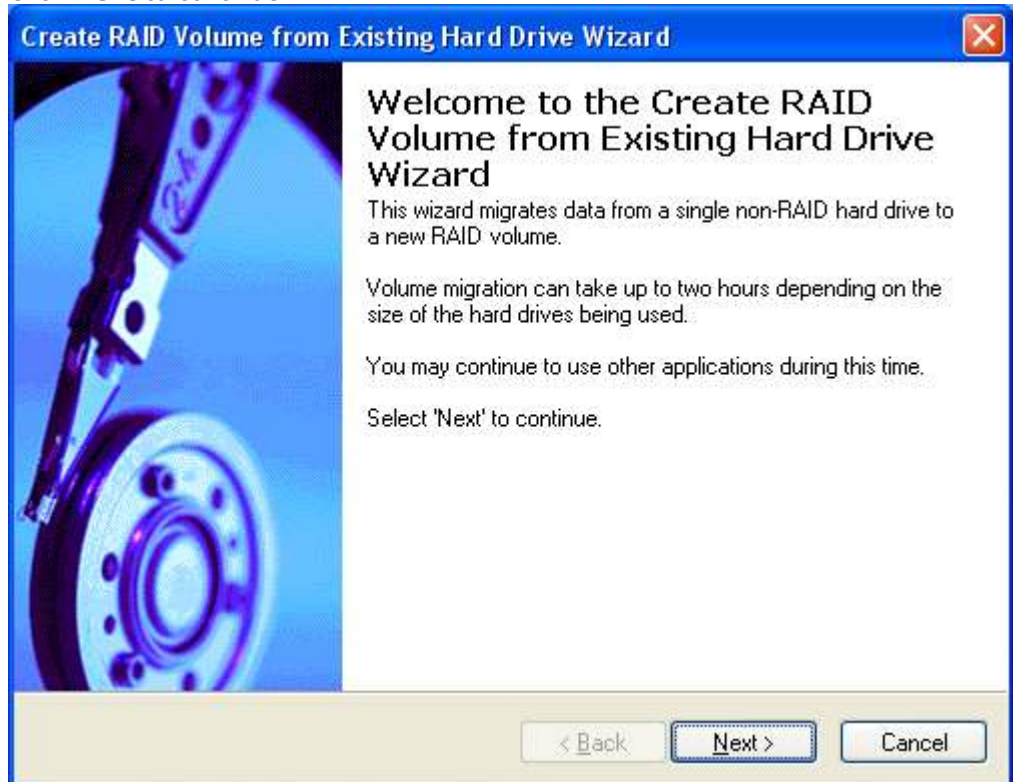 Create RAID Volume from Existing Hard Drive Wizard
Welcome to the Create RAID
Volume from Existing Hard Drive
Wizard
This wizard migrates data from a single non-RAID hard drive to
a new RAID volume.
Volume migration can take up to two hours depending on the
size of the hard drives being used.
You may continue to use other applications during this time.
Select 'Next' to continue.
< Back
Next >
Cancel